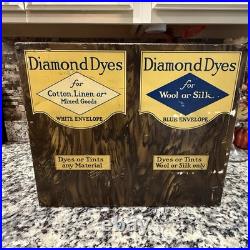 Diamond Dyes
for
Cotton, Linen or
Mixed Goods
WHITE ENVELOPE
Dyes or Tints
any Material
Diamond Dyes
for
Wool or Silk
BLUE ENVELOPE
Dyes or Tints
Wool or Silk only